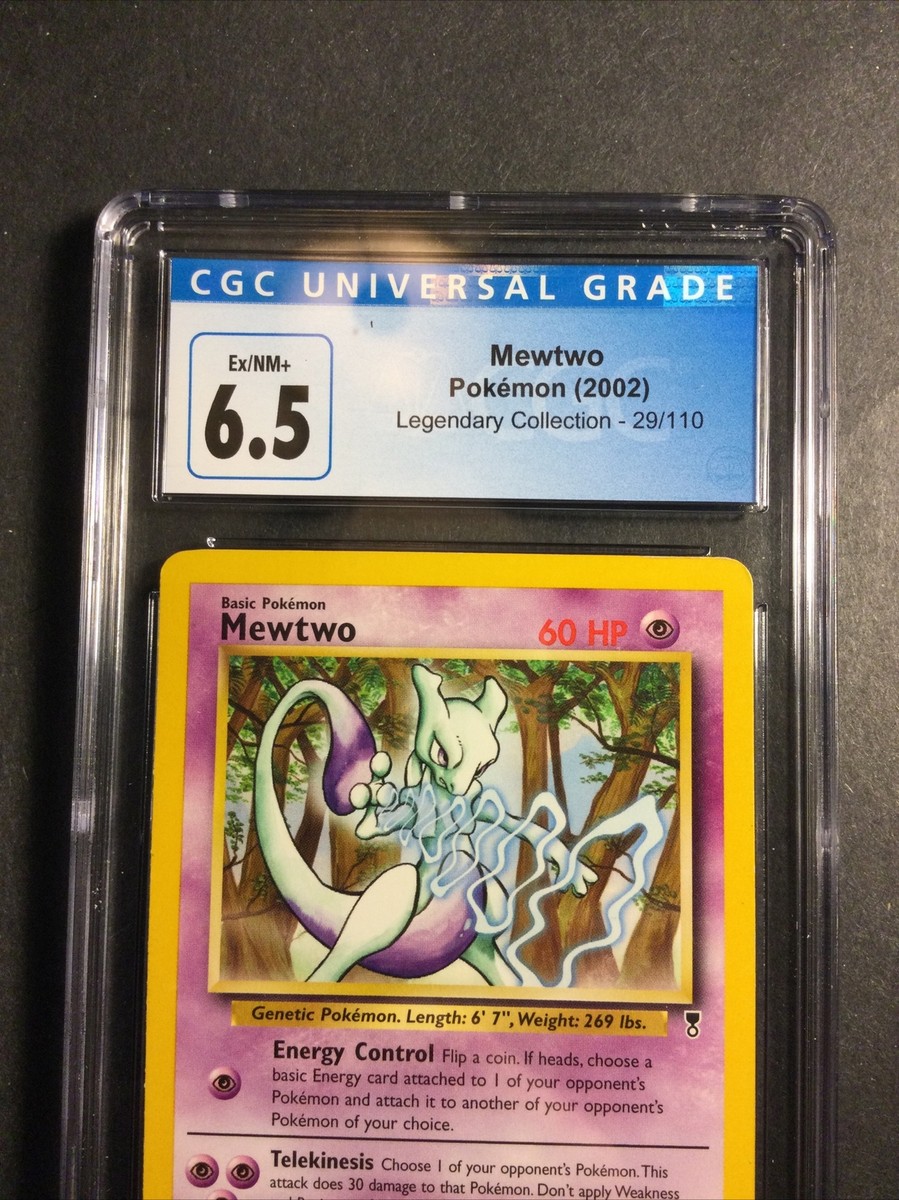 CGC UNIVERSAL GRADE
Ex/NM+
6.5
Mewtwo
Pokémon (2002)
Legendary Collection - 29/110
Basic Pokémon
Mewtwo
60 HP
Genetic Pokémon. Length: 6' 7", Weight: 269 lbs.
Energy Control Flip a coin. If heads, choose a
basic Energy card attached to 1 of your opponent's
Pokémon and attach it to another of your opponent's
Pokémon of your choice.
Telekinesis Choose 1 of your opponent's Pokémon. This
attack does 30 damage to that Pokémon. Don't apply Weakness